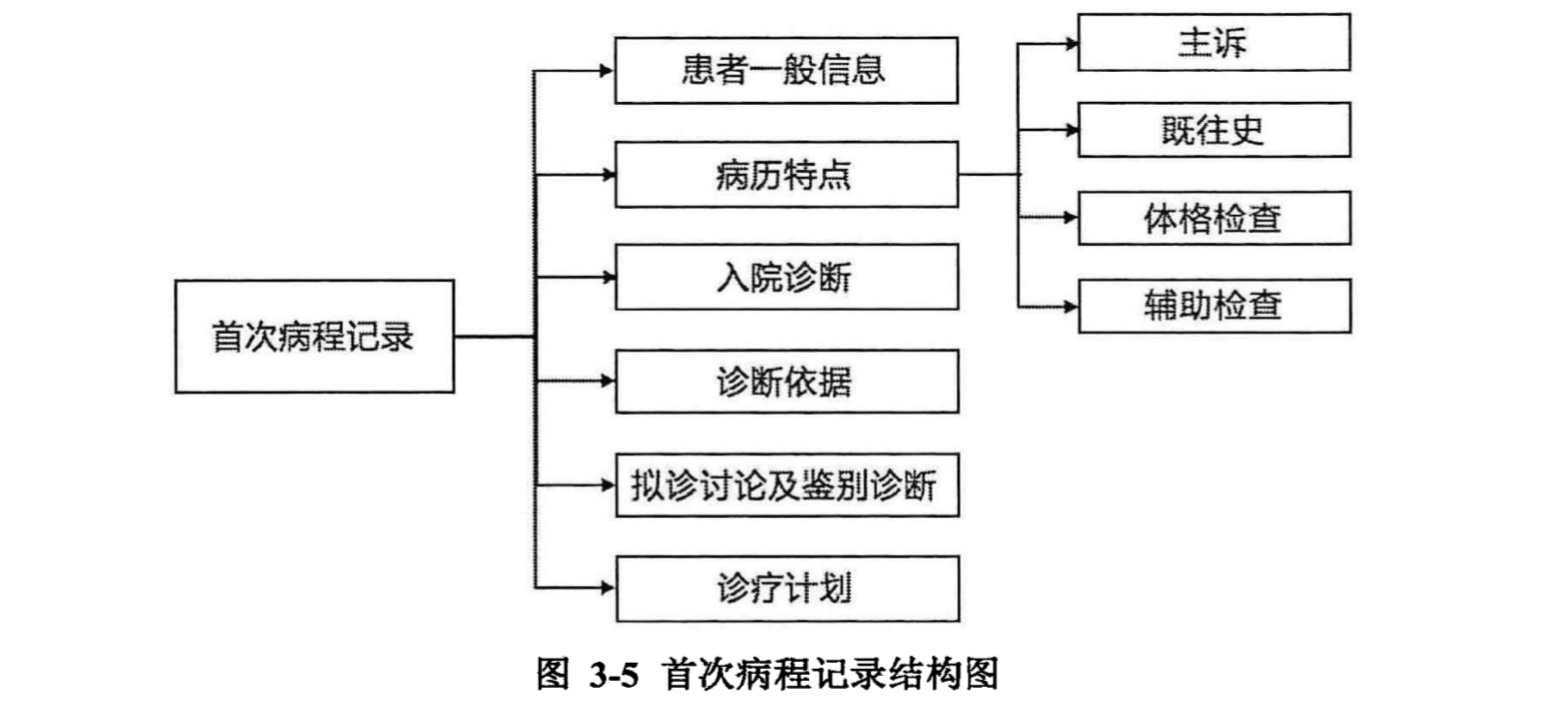 首次病程记录
患者一般信息
病历特点
入院诊断
诊断依据
拟诊讨论及鉴别诊断
诊疗计划
主诉
既往史
体格检查
辅助检查
图 3-5 首次病程记录结构图